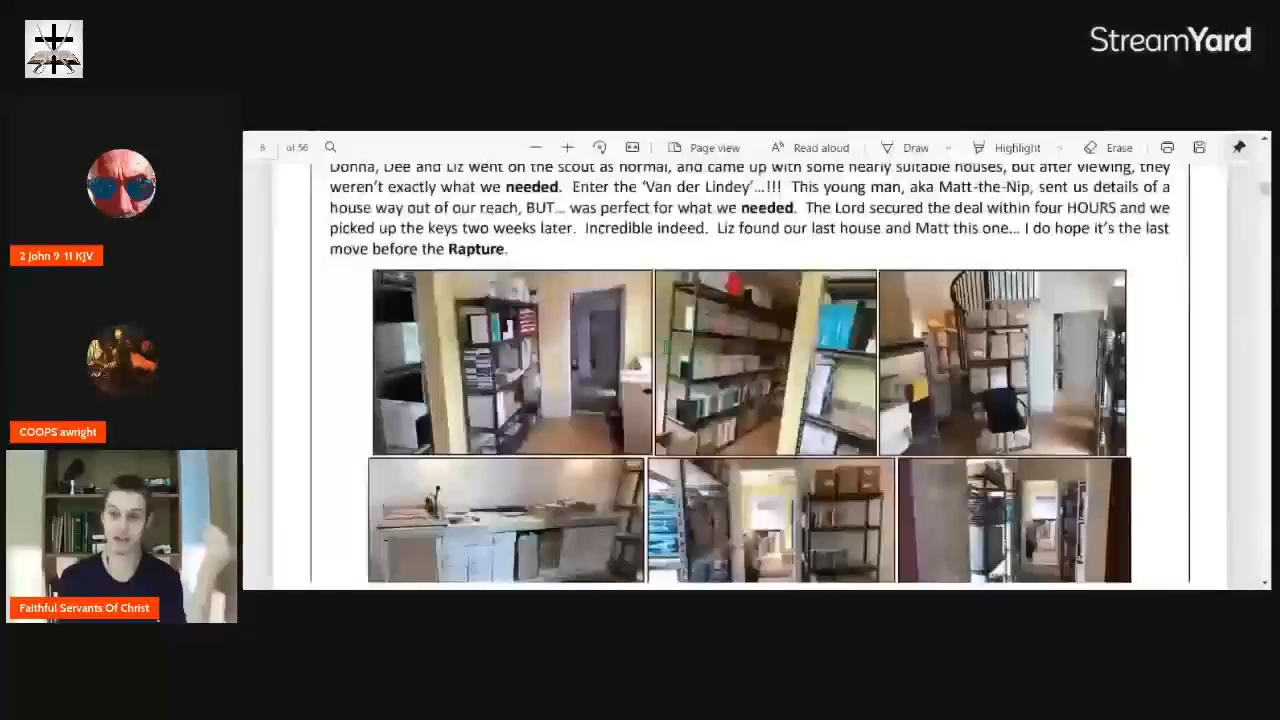 StreamYard
2 John 9-11 KJV
COOPS awright
Faithful Servants Of Christ
6 of 56
Page view
Read aloud
Draw
Highlight
Erase
Donna, Dee and Liz went on the scout as normal, and came up with some nearly suitable houses, but after viewing, they
weren't exactly what we needed. Enter the 'Van der Lindey'...!!! This young man, aka Matt-the-Nip, sent us details of a
house way out of our reach, BUT... was perfect for what we needed. The Lord secured the deal within four HOURS and we
picked up the keys two weeks later. Incredible indeed. Liz found our last house and Matt this one... I do hope it's the last
move before the Rapture.